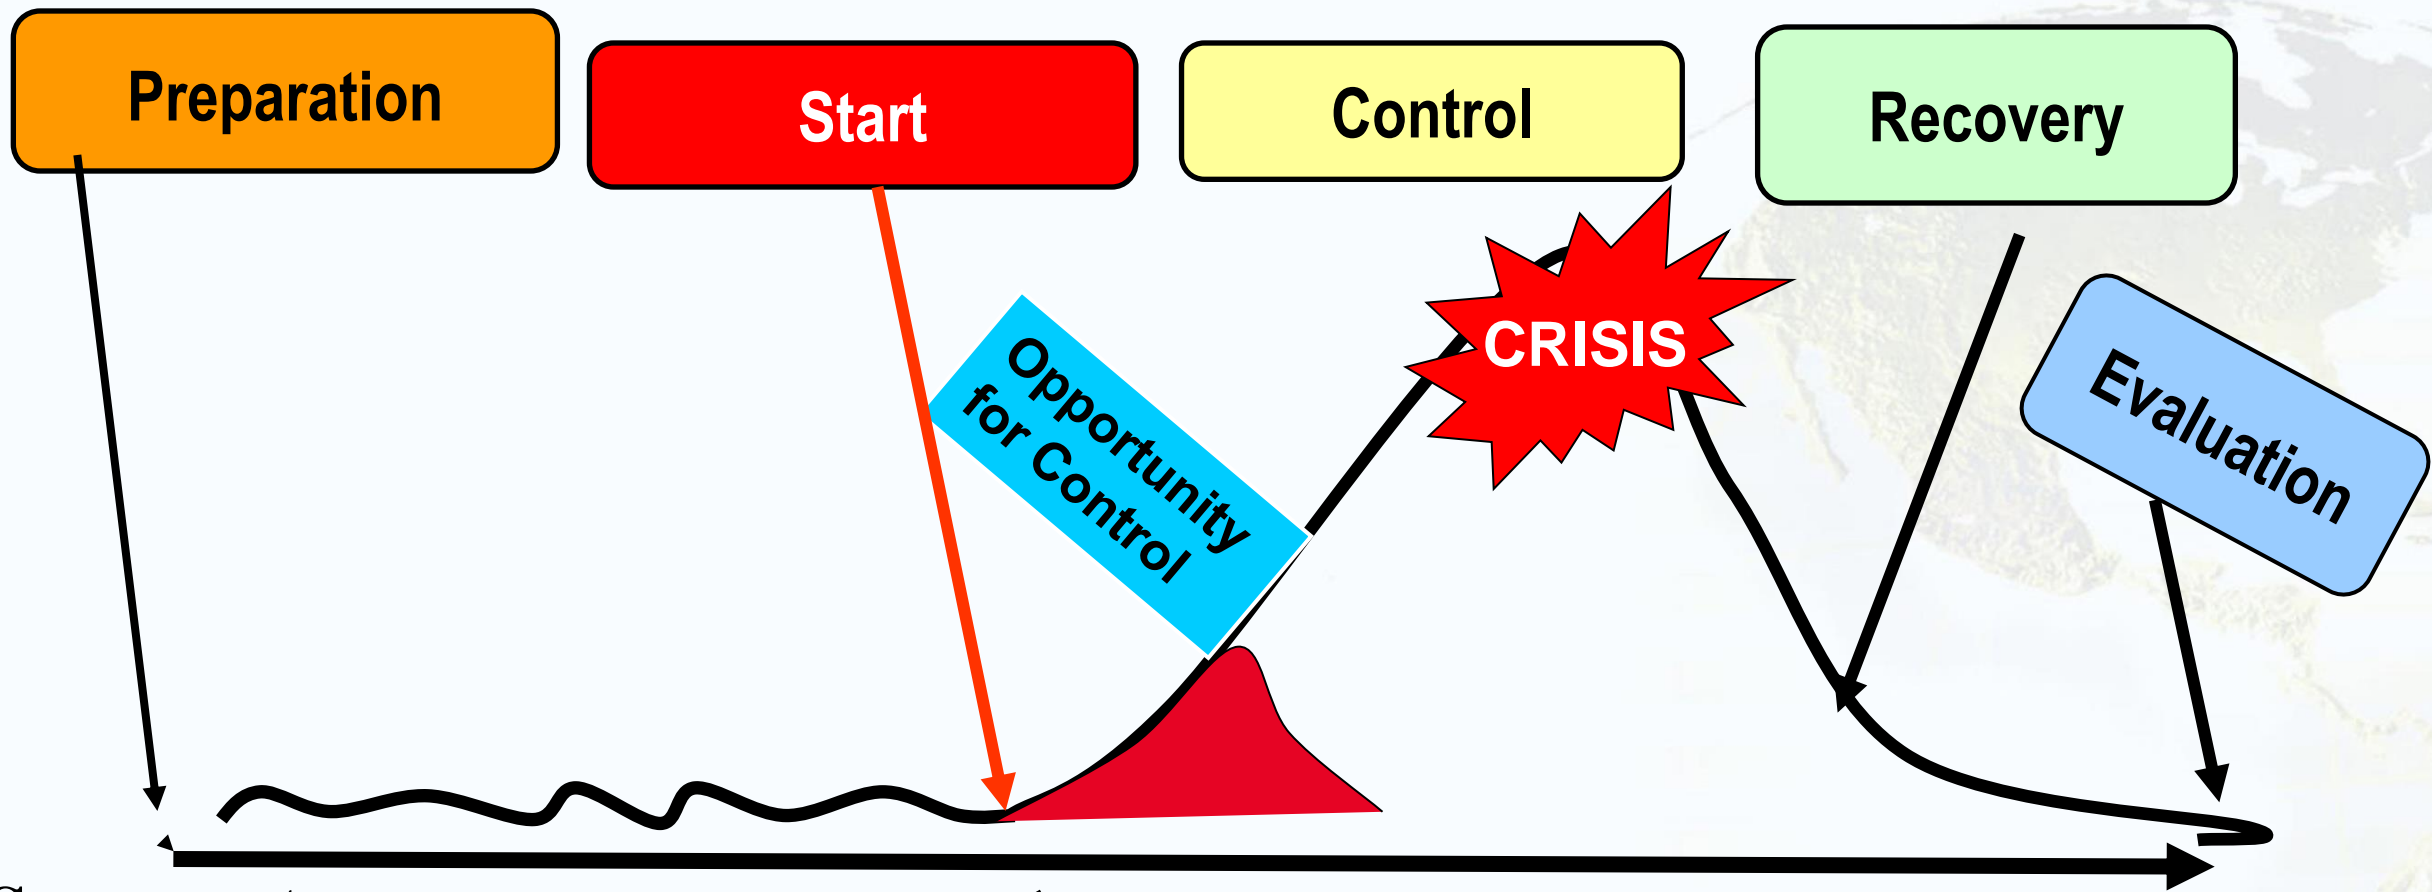 Preparation
Start
Control
Recovery
Opportunity
for Control
CRISIS
Evaluation